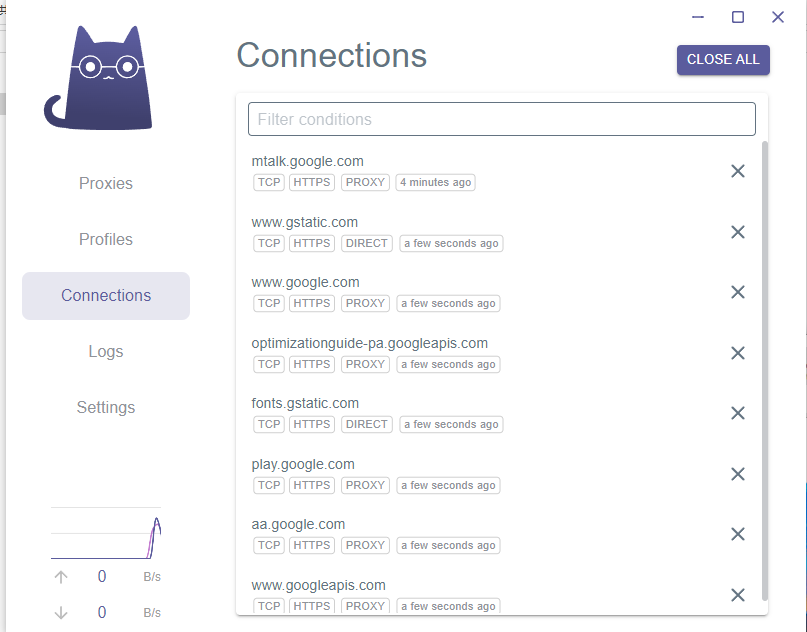 Connections
CLOSE ALL
Filter conditions
Proxies
Profiles
Connections
Logs
Settings
0 B/s
0 B/s
mtalk.google.com
TCP HTTPS PROXY 4 minutes ago
www.gstatic.com
TCP HTTPS DIRECT a few seconds ago
www.google.com
TCP HTTPS PROXY a few seconds ago
optimizationguide-pa.googleapis.com
TCP HTTPS PROXY a few seconds ago
fonts.gstatic.com
TCP HTTPS DIRECT a few seconds ago
play.google.com
TCP HTTPS PROXY a few seconds ago
aa.google.com
TCP HTTPS PROXY a few seconds ago
www.googleapis.com
TCP HTTPS PROXY a few seconds ago